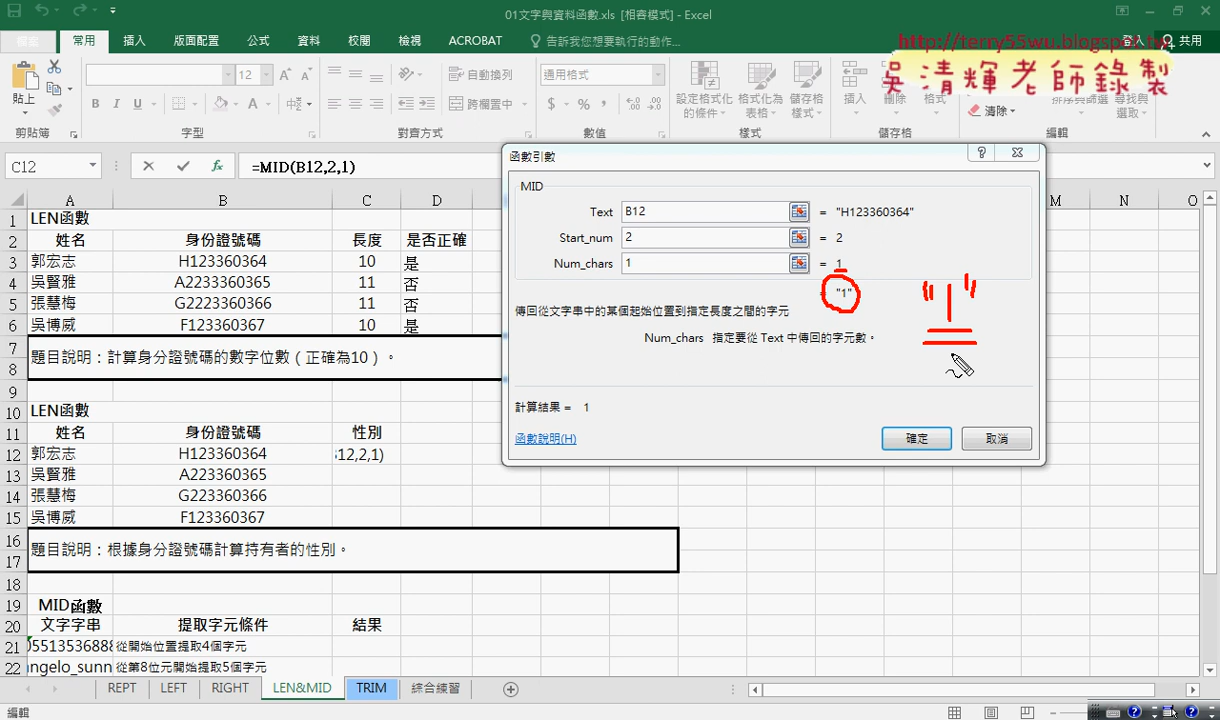 01文字與資料函數.xls [相容模式] - Excel
常用 插入 版面配置 公式 資料 校閱 檢視 ACROBAT 告訴我您想要執行的動作... 登入 共用
http://terry55wu.blogspot.tw
吳清輝老師錄製
貼上 12 自動換列 跨欄置中 通用格式 設定格式化的條件 格式化為表格 儲存格樣式 插入 刪除 格式 清除 排序與篩選 尋找與選取
剪貼簿 字型 對齊方式 數值 樣式 儲存格 編輯
C12 =MID(B12,2,1)
A B C D M N O
1 LEN函數
2 姓名 身份證號碼 長度 是否正確
3 郭宏志 H123360364 10 是
4 吳賢雅 A2233360365 11 否
5 張慧梅 G2223360366 11 否
6 吳博威 F123360367 10 是
7 題目說明：計算身分證號碼的數字位數（正確為10）。
8
9
10 LEN函數
11 姓名 身份證號碼 性別
12 郭宏志 H123360364 12,2,1)
13 吳賢雅 A223360365
14 張慧梅 G223360366
15 吳博威 F123360367
16 題目說明：根據身分證號碼計算持有者的性別。
17
18
19 MID函數
20 文字字串 提取字元條件 結果
21 0551353688 從開始位置提取4個字元
22 angelo_sunn 從第8位元開始提取5個字元
函數引數
MID
Text B12 = "H123360364"
Start_num 2 = 2
Num_chars 1 = 1
= "1"
"1"
傳回從文字串中的某個起始位置到指定長度之間的字元
Num_chars 指定要從 Text 中傳回的字元數。
計算結果 = 1
函數說明(H) 確定 取消
REPT LEFT RIGHT LEN&MID TRIM 綜合練習
編輯